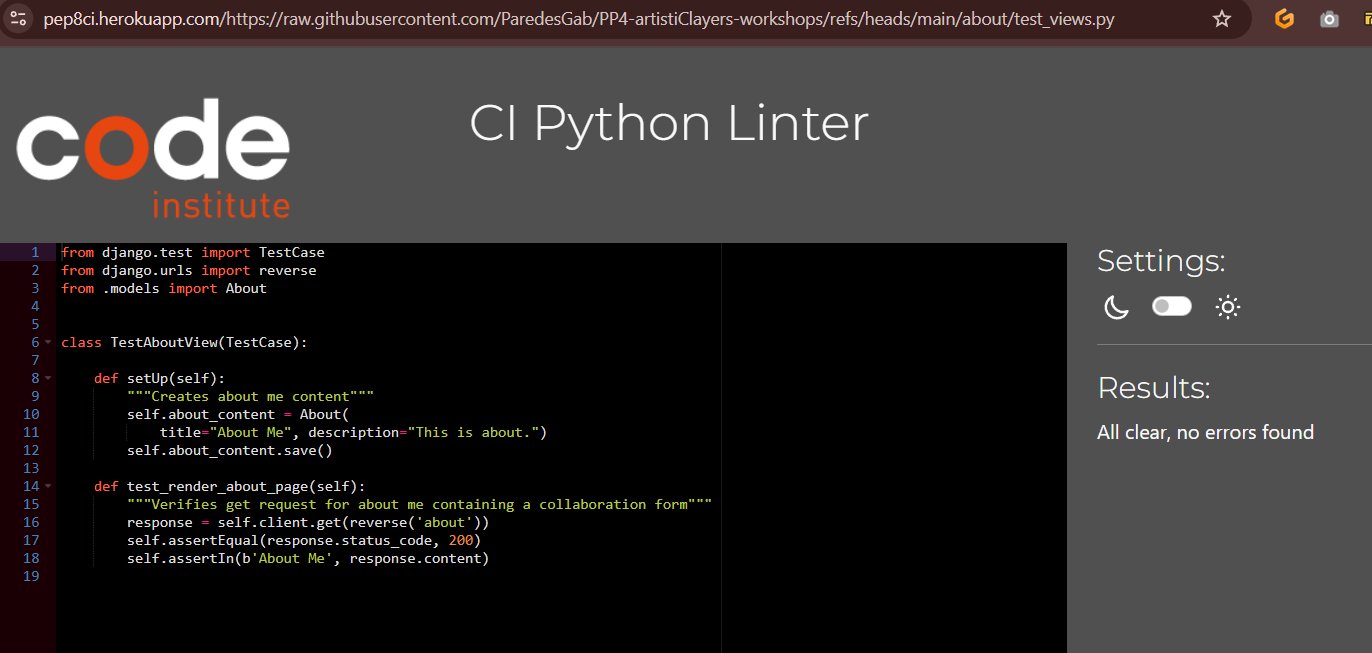 pep8ci.herokuapp.com/https://raw.githubusercontent.com/ParedesGab/PP4-artistiClayers-workshops/refs/heads/main/about/test_views.py
code
institute
CI Python Linter
1 from django.test import TestCase
2 from django.urls import reverse
3 from .models import About
4
5
6 class TestAboutView(TestCase):
7
8     def setUp(self):
9         """Creates about me content"""
10         self.about_content = About(
11             title="About Me", description="This is about.")
12         self.about_content.save()
13
14     def test_render_about_page(self):
15         """Verifies get request for about me containing a collaboration form"""
16         response = self.client.get(reverse('about'))
17         self.assertEqual(response.status_code, 200)
18         self.assertIn(b'About Me', response.content)
19
Settings:
Results:
All clear, no errors found